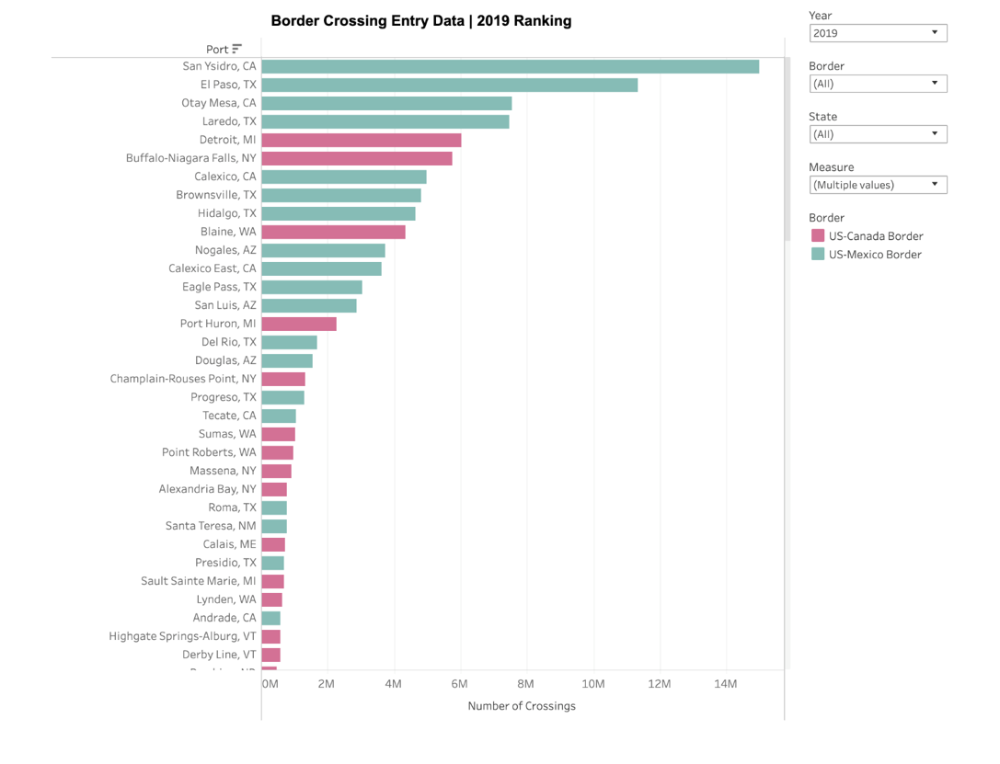 Border Crossing Entry Data | 2019 Ranking
Port
San Ysidro, CA
El Paso, TX
Otay Mesa, CA
Laredo, TX
Detroit, MI
Buffalo-Niagara Falls, NY
Calexico, CA
Brownsville, TX
Hidalgo, TX
Blaine, WA
Nogales, AZ
Calexico East, CA
Eagle Pass, TX
San Luis, AZ
Port Huron, MI
Del Rio, TX
Douglas, AZ
Champlain-Rouses Point, NY
Progreso, TX
Tecate, CA
Sumas, WA
Point Roberts, WA
Massena, NY
Alexandria Bay, NY
Roma, TX
Santa Teresa, NM
Calais, ME
Presidio, TX
Sault Sainte Marie, MI
Lynden, WA
Andrade, CA
Highgate Springs-Alburg, VT
Derby Line, VT
0M 2M 4M 6M 8M 10M 12M 14M
Number of Crossings
Year
2019
Border
(All)
State
(All)
Measure
(Multiple values)
Border
US-Canada Border
US-Mexico Border